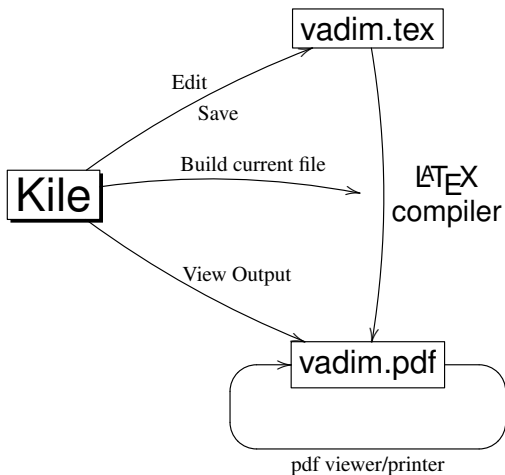 vadim.tex
Edit
Save
Build current file
Kile
LATEX
compiler
View Output
vadim.pdf
pdf viewer/printer